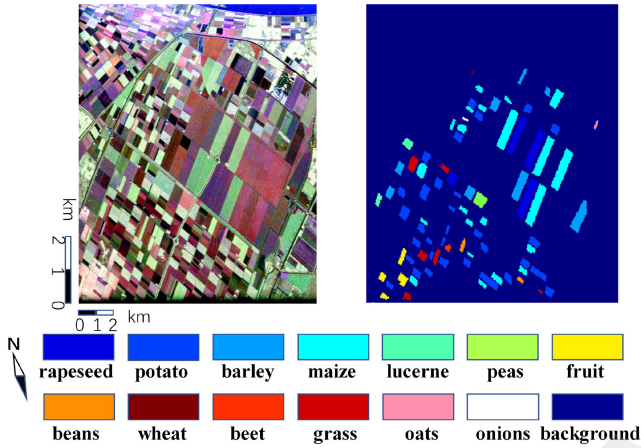 km
0 1 2
0 1 2 km
N
rapeseed potato barley maize lucerne peas fruit
beans wheat beet grass oats onions background